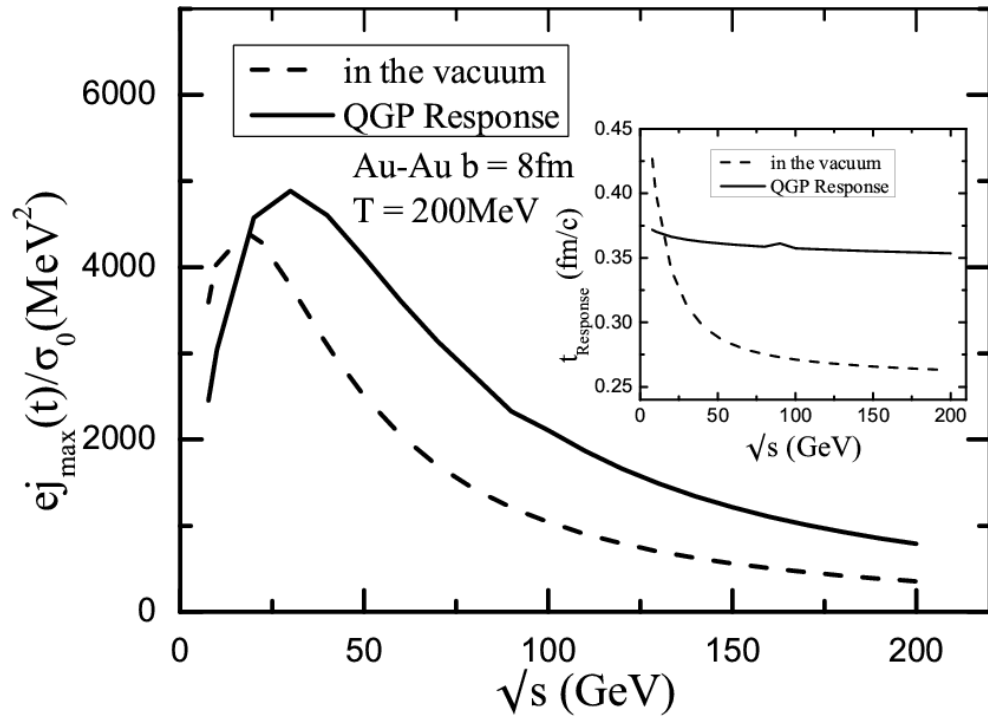 6000
4000
2000
0
ej_max(t)/σ_0(MeV^2)
in the vacuum
QGP Response
Au-Au b = 8fm
T = 200MeV
0 50 100 150 200
√s (GeV)
0.45
0.40
0.35
0.30
0.25
t_Response (fm/c)
in the vacuum
QGP Response
0 50 100 150 200
√s (GeV)